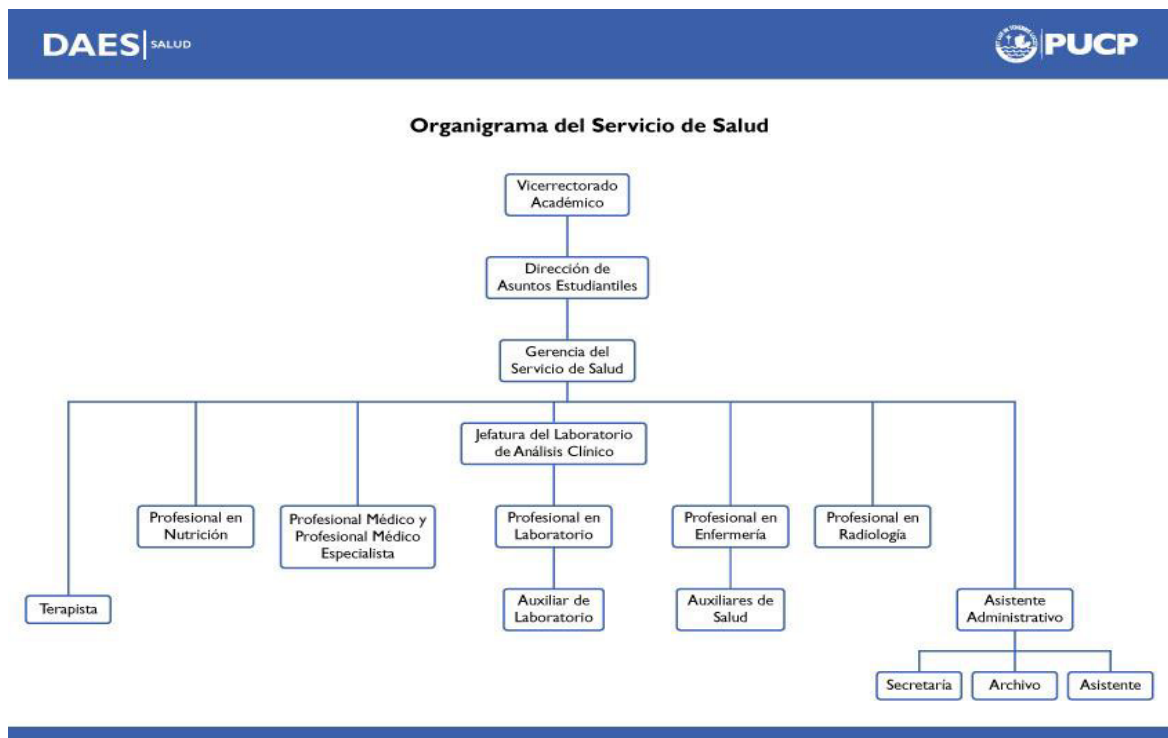 DAES SALUD
PUCP
Organigrama del Servicio de Salud
Vicerrectorado
Académico
Dirección de
Asuntos Estudiantiles
Gerencia del
Servicio de Salud
Jefatura del Laboratorio
de Análisis Clínico
Profesional en
Nutrición
Profesional Médico y
Profesional Médico
Especialista
Profesional en
Laboratorio
Profesional en
Enfermería
Profesional en
Radiología
Terapista
Auxiliar de
Laboratorio
Auxiliares de
Salud
Asistente
Administrativo
Secretaría
Archivo
Asistente